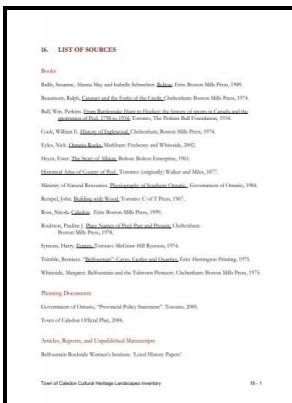 16. LIST OF SOURCES
Books
Bailie, Suzanne, Alanna May and Isabelle Schmelzer. Bolton. Erin: Boston Mills Press, 1989.
Beaumont, Ralph, Cataract and the Forks of the Credit. Cheltenham: Boston Mills Press, 1974.
Bull, Wm. Perkins. From Rattlesnake Hunt to Hockey: the history of sports in Canada and the
sportsmen of Peel, 1798 to 1934. Toronto, The Perkins Bull Foundation, 1934.
Cook, William E. History of Inglewood. Cheltenham, Boston Mills Press, 1974.
Eyles, Nick. Ontario Rocks. Markham: Fitzhenry and Whiteside, 2002.
Heyes, Ester. The Story of Albion. Bolton: Bolton Enterprise, 1961.
Historical Atlas of County of Peel. Toronto: (originally) Walker and Miles, 1877.
Ministry of Natural Resources. Physiography of Southern Ontario. Government of Ontario, 1984.
Rempel, John. Building with Wood. Toronto: U of T Press, 1967.
Ross, Nicola. Caledon. Erin: Boston Mills Press, 1999.
Roulston, Pauline J. Place Names of Peel: Past and Present. Cheltenham:
Boston Mills Press, 1978.
Symons, Harry. Fences. Toronto: McGraw-Hill Ryerson, 1974.
Trimble, Berniece. "Belfountain": Caves, Castles and Quarries. Erin: Herrington Printing, 1975.
Whiteside, Margaret. Belfountain and the Tubtown Pioneers. Cheltenham: Boston Mills Press, 1975.
Planning Documents
Government of Ontario, "Provincial Policy Statement". Toronto, 2005.
Town of Caledon Official Plan, 2004.
Articles, Reports, and Unpublished Manuscripts
Belfountain Rockside Women's Institute. 'Local History Papers'
Town of Caledon Cultural Heritage Landscapes Inventory 16 - 1